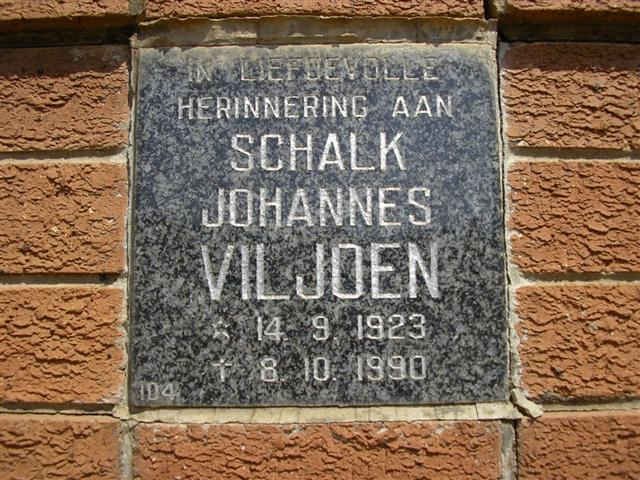 IN LIEFDEVOLLE
HERINNERING AAN
SCHALK
JOHANNES
VILJOEN
* 14. 9. 1923
† 8. 10. 1990
104